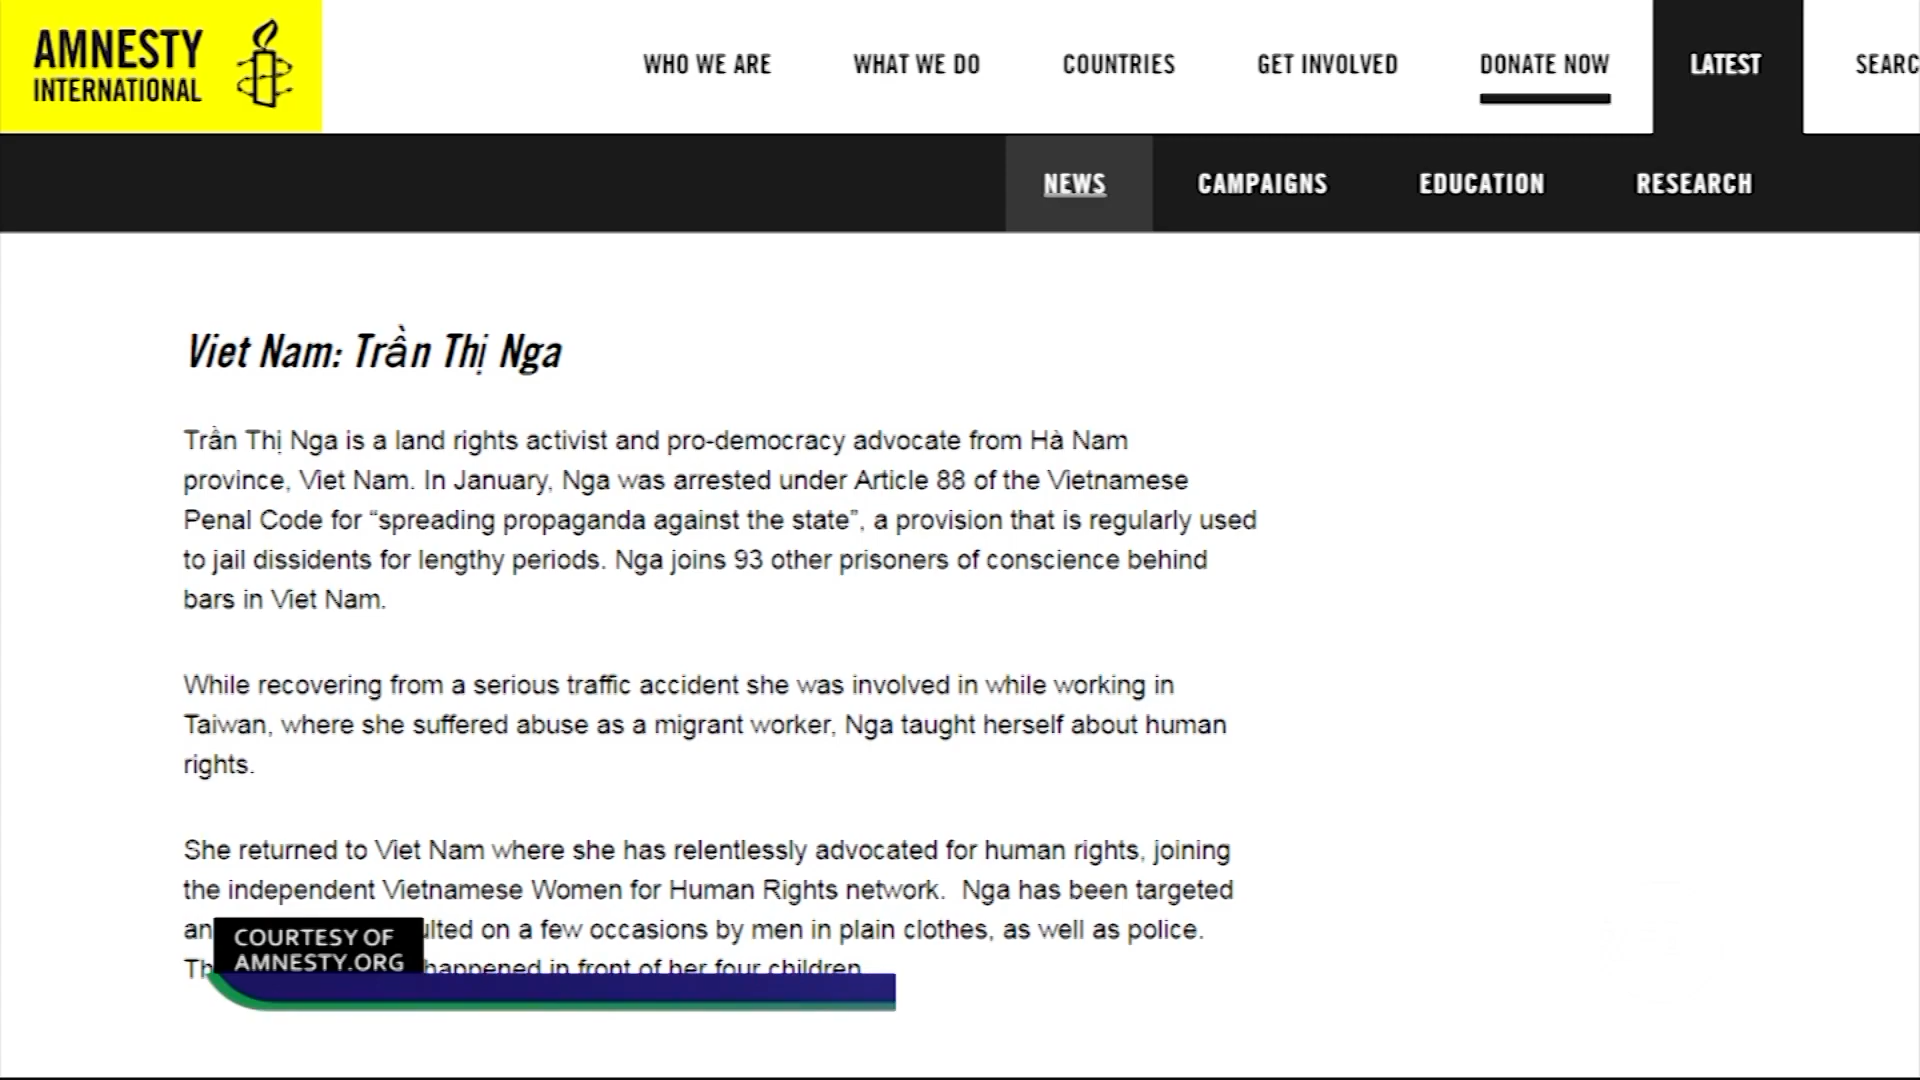 AMNESTY
INTERNATIONAL
WHO WE ARE
WHAT WE DO
COUNTRIES
GET INVOLVED
DONATE NOW
LATEST
NEWS
CAMPAIGNS
EDUCATION
RESEARCH
Viet Nam: Trần Thị Nga
Trần Thị Nga is a land rights activist and pro-democracy advocate from Hà Nam
province, Viet Nam. In January, Nga was arrested under Article 88 of the Vietnamese
Penal Code for “spreading propaganda against the state”, a provision that is regularly used
to jail dissidents for lengthy periods. Nga joins 93 other prisoners of conscience behind
bars in Viet Nam.
While recovering from a serious traffic accident she was involved in while working in
Taiwan, where she suffered abuse as a migrant worker, Nga taught herself about human
rights.
She returned to Viet Nam where she has relentlessly advocated for human rights, joining
the independent Vietnamese Women for Human Rights network. Nga has been targeted
on a few occasions by men in plain clothes, as well as police.
happened in front of her four children
COURTESY OF
AMNESTY.ORG